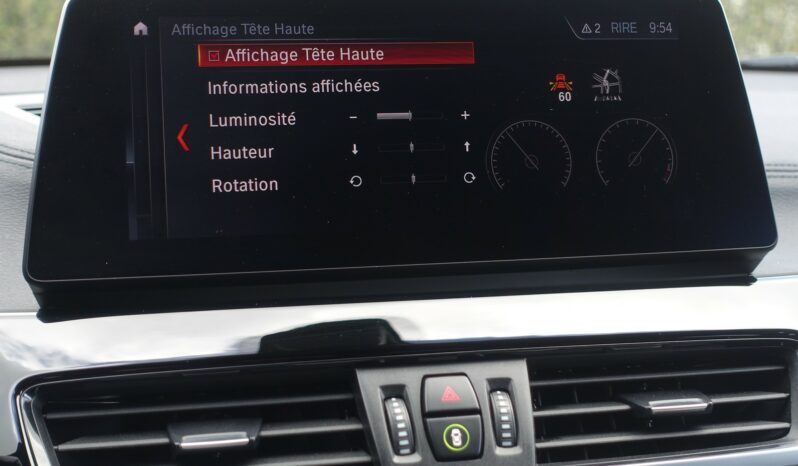 Affichage Tête Haute
2 RIRE 9:54
Affichage Tête Haute
Informations affichées
60
Luminosité - +
Hauteur
Rotation